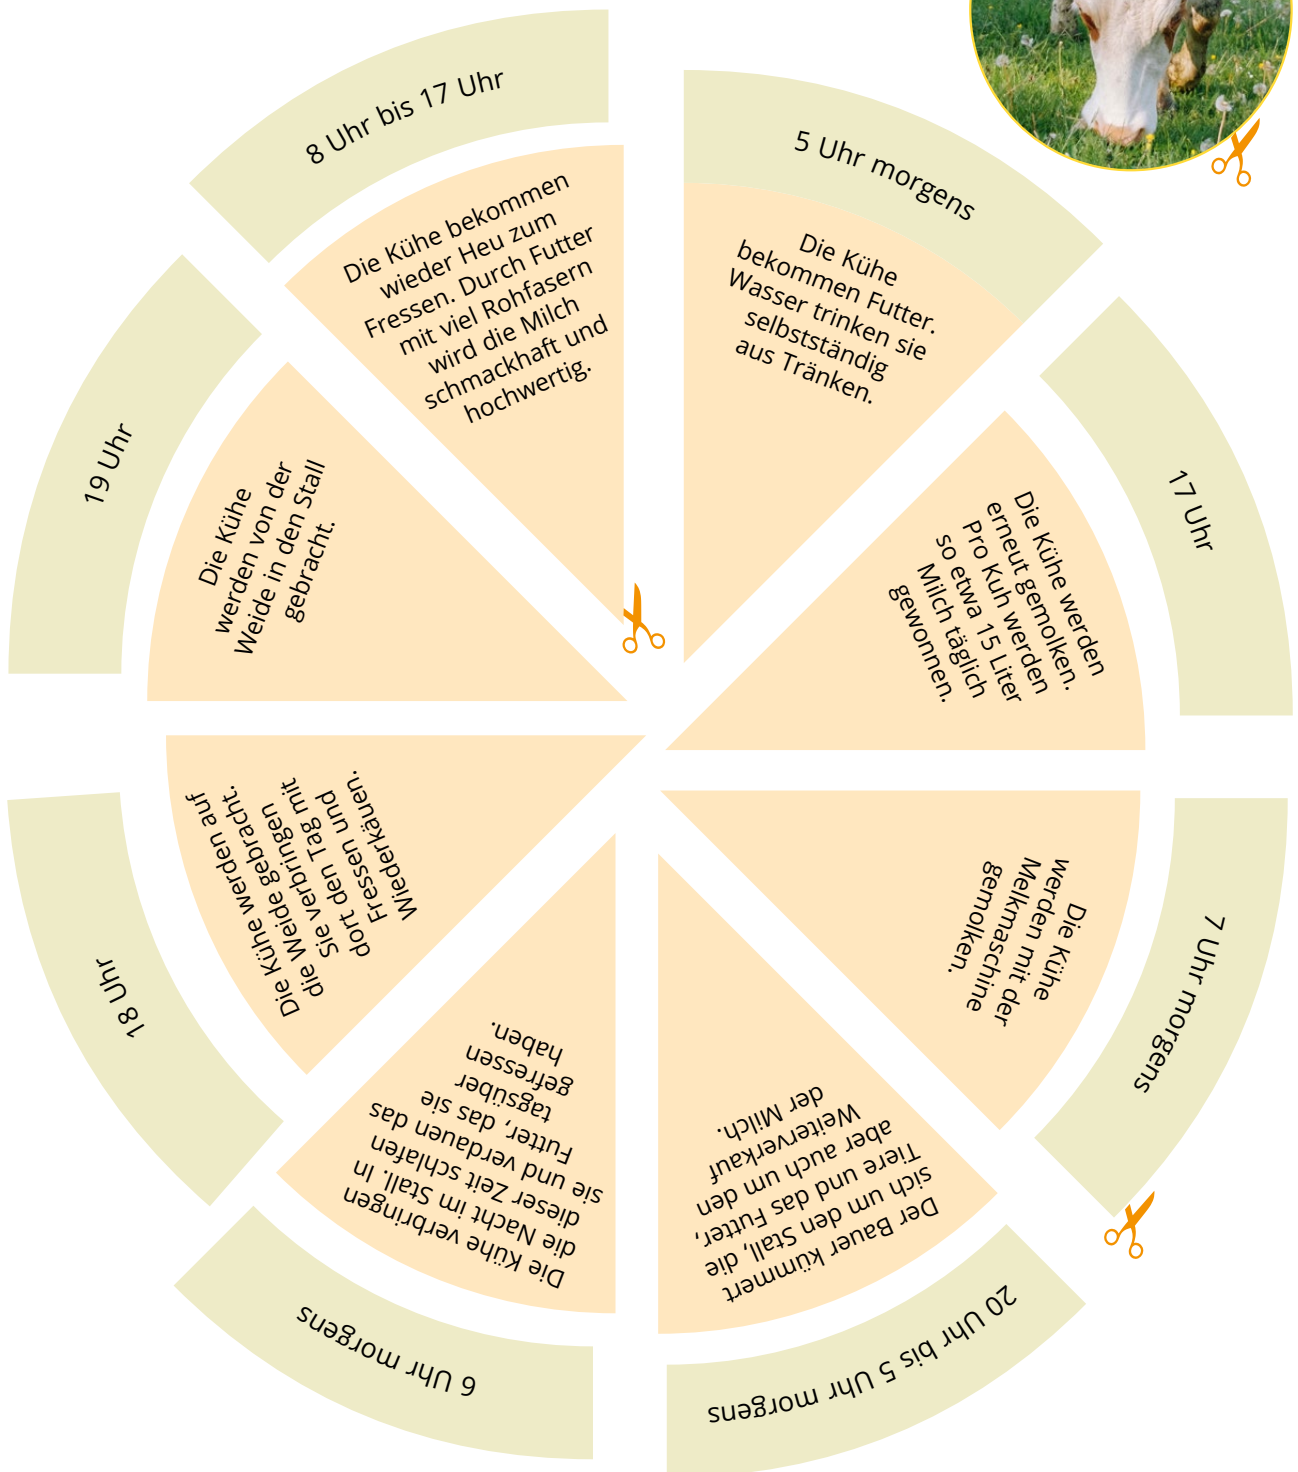 8 Uhr bis 17 Uhr
Die Kühe bekommen
wieder Heu zum
Fressen. Durch Futter
mit viel Rohfasern
wird die Milch
schmackhaft und
hochwertig.
5 Uhr morgens
Die Kühe
bekommen Futter.
Wasser trinken sie
selbstständig
aus Tränken.
17 Uhr
Die Kühe werden
erneut gemolken.
Pro Kuh werden
so etwa 15 Liter
Milch täglich
gewonnen.
7 Uhr morgens
Die Kühe
werden mit der
Melkmaschine
gemolken.
20 Uhr bis 5 Uhr morgens
Der Bauer kümmert
sich um den Stall, die
Tiere und das Futter,
aber auch um den
Weiterverkauf
der Milch.
6 Uhr morgens
Die Kühe verbringen
die Nacht im Stall. In
dieser Zeit schlafen
sie und verdauen das
Futter, das sie
tagsüber
gefressen
haben.
18 Uhr
Die Kühe werden auf
die Weide gebracht.
Sie verbringen
dort den Tag mit
Fressen und
Wiederkäuen.
19 Uhr
Die Kühe
werden von der
Weide in den Stall
gebracht.